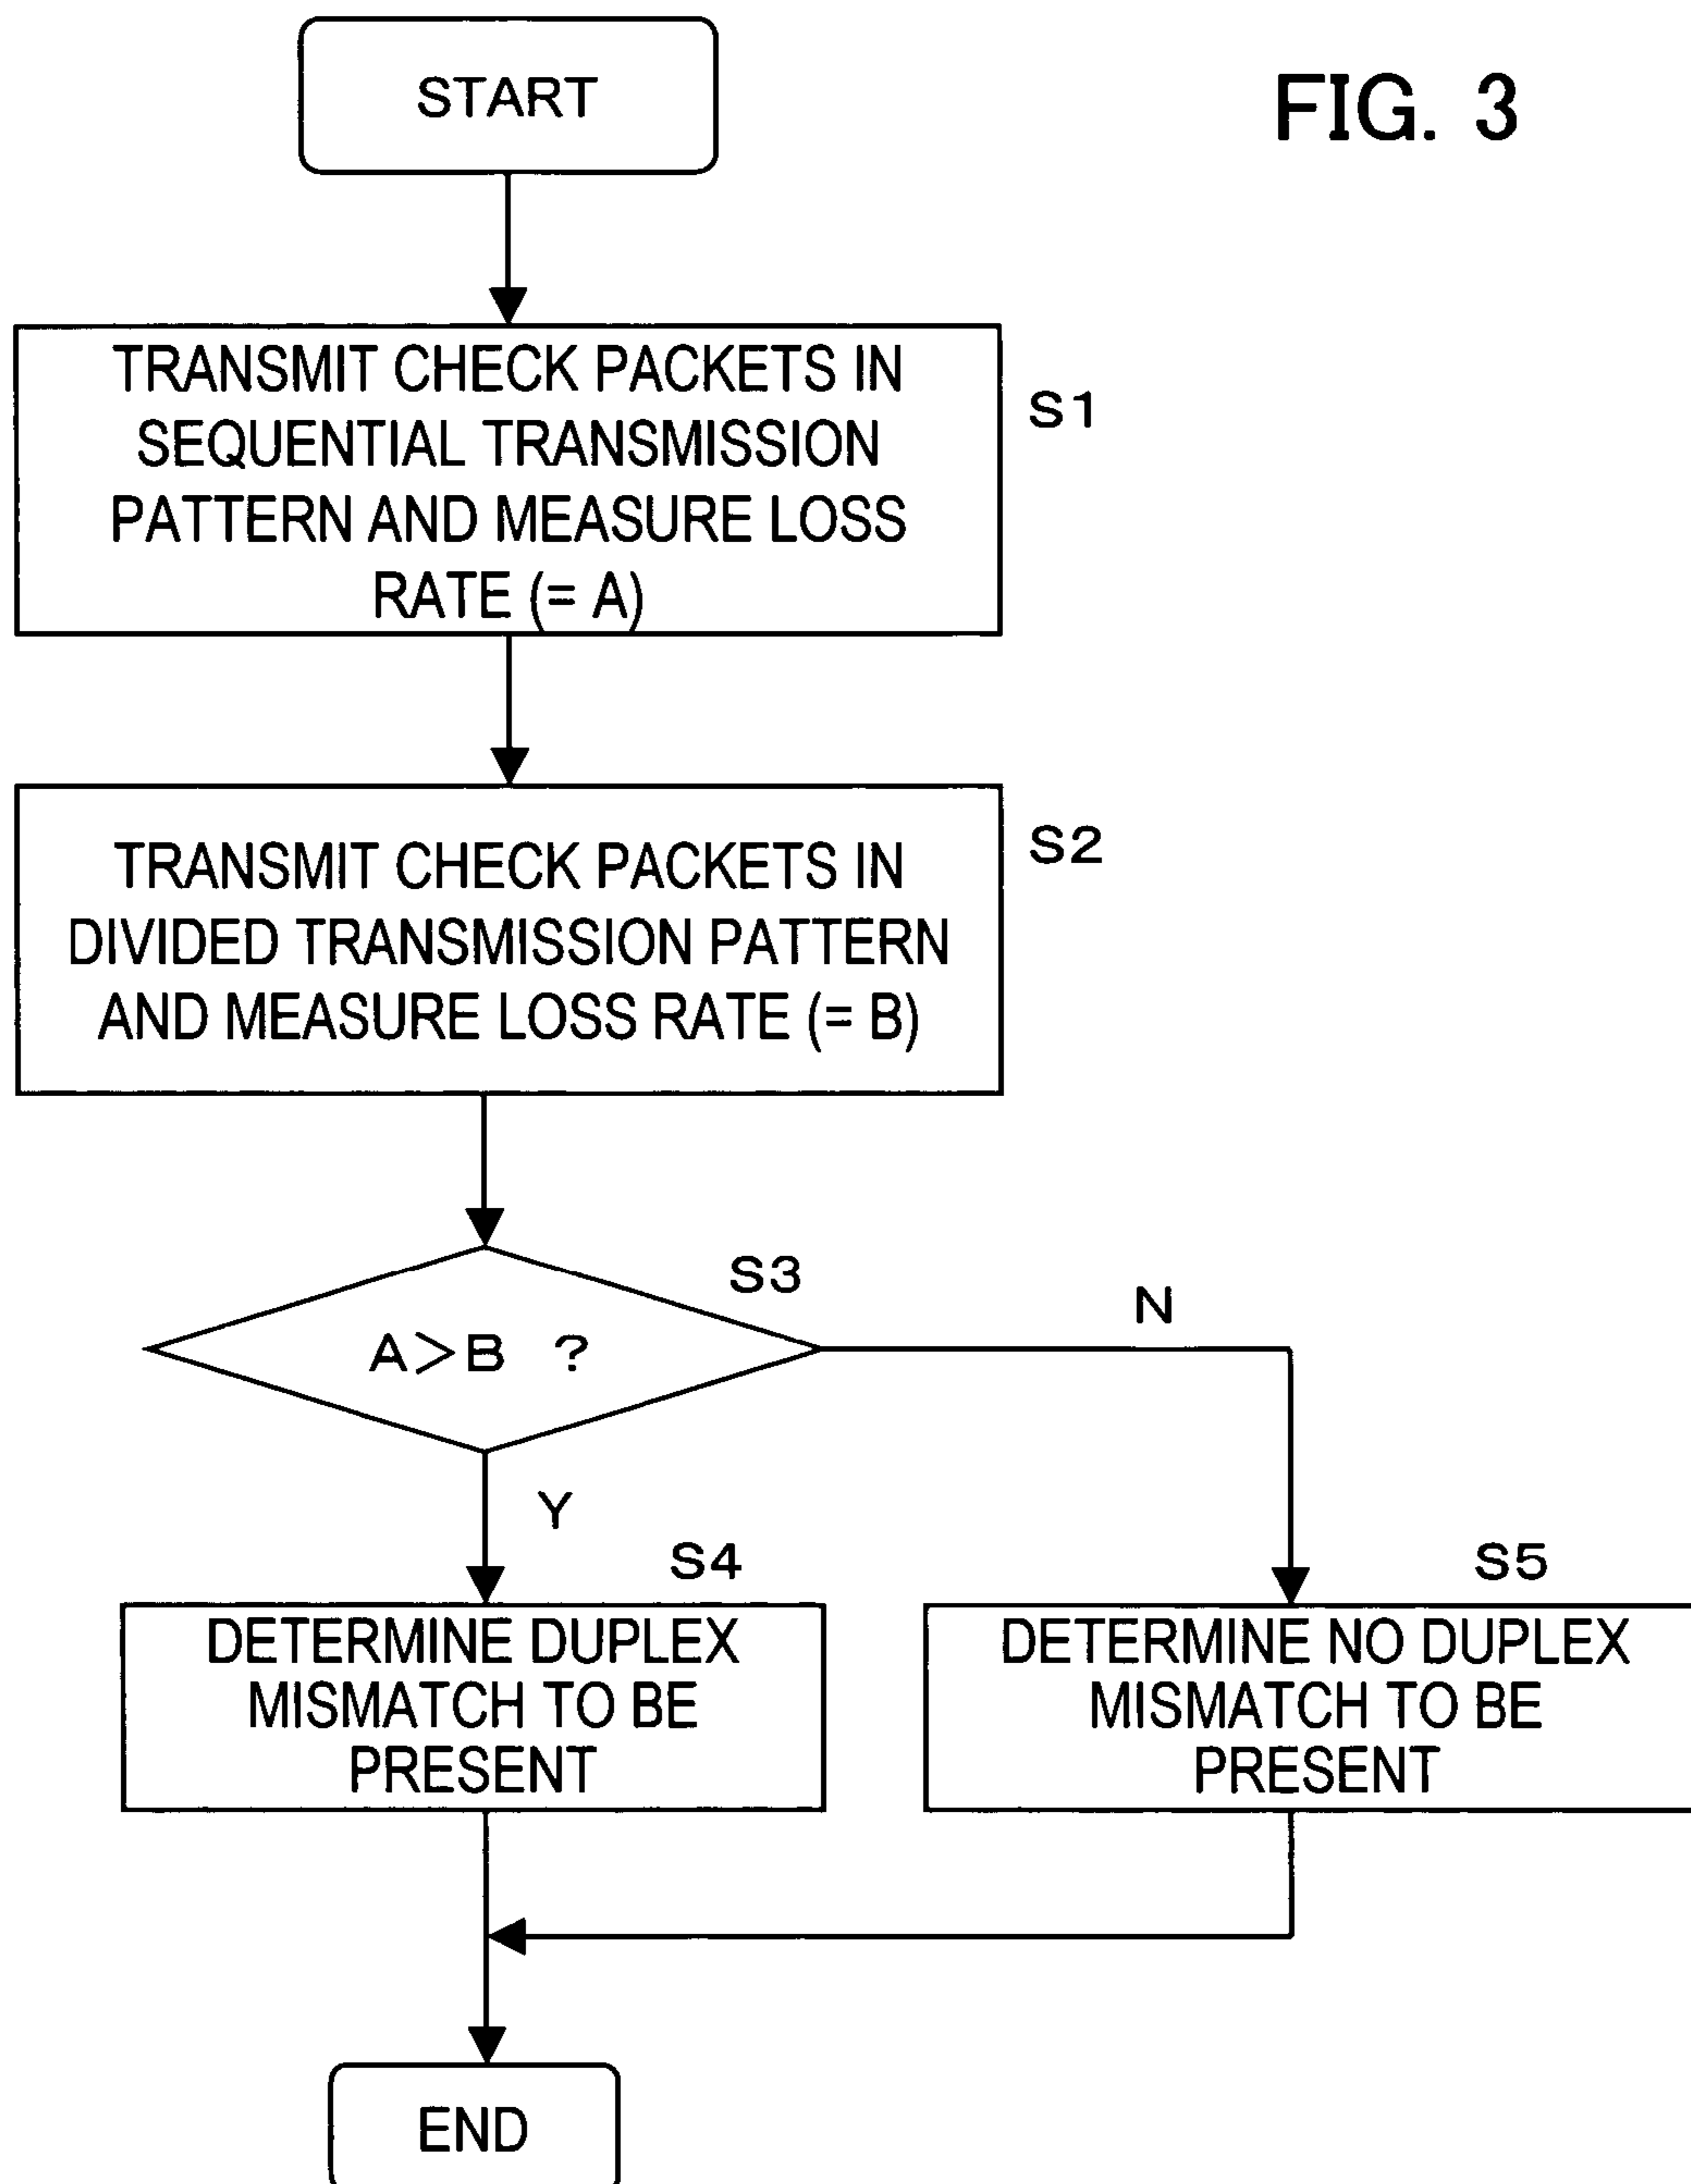 FIG. 3
START
TRANSMIT CHECK PACKETS IN
SEQUENTIAL TRANSMISSION
PATTERN AND MEASURE LOSS
RATE (= A)
S1
TRANSMIT CHECK PACKETS IN
DIVIDED TRANSMISSION PATTERN
AND MEASURE LOSS RATE (= B)
S2
S3
A>B ?
N
Y
S4
DETERMINE DUPLEX
MISMATCH TO BE
PRESENT
S5
DETERMINE NO DUPLEX
MISMATCH TO BE
PRESENT
END